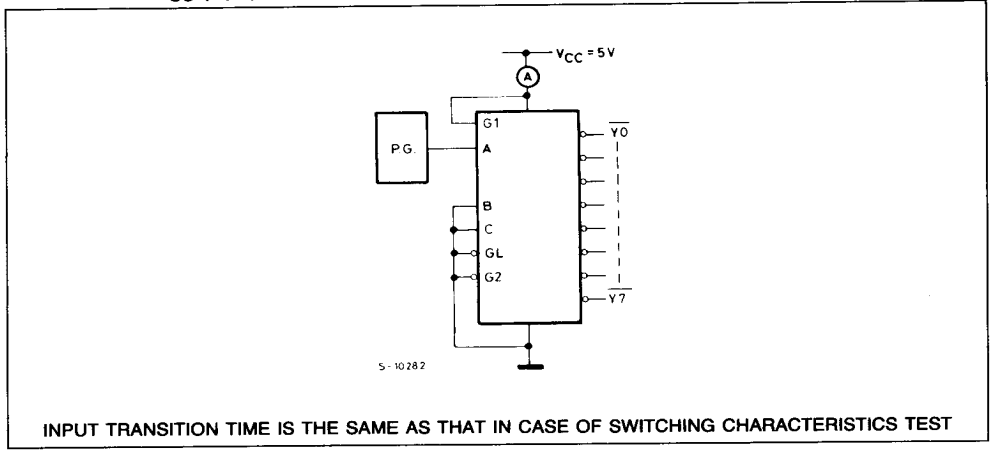 VCC = 5V
A
G1
P.G.
A
B
C
GL
G2
Y0
Y7
S-10282
INPUT TRANSITION TIME IS THE SAME AS THAT IN CASE OF SWITCHING CHARACTERISTICS TEST